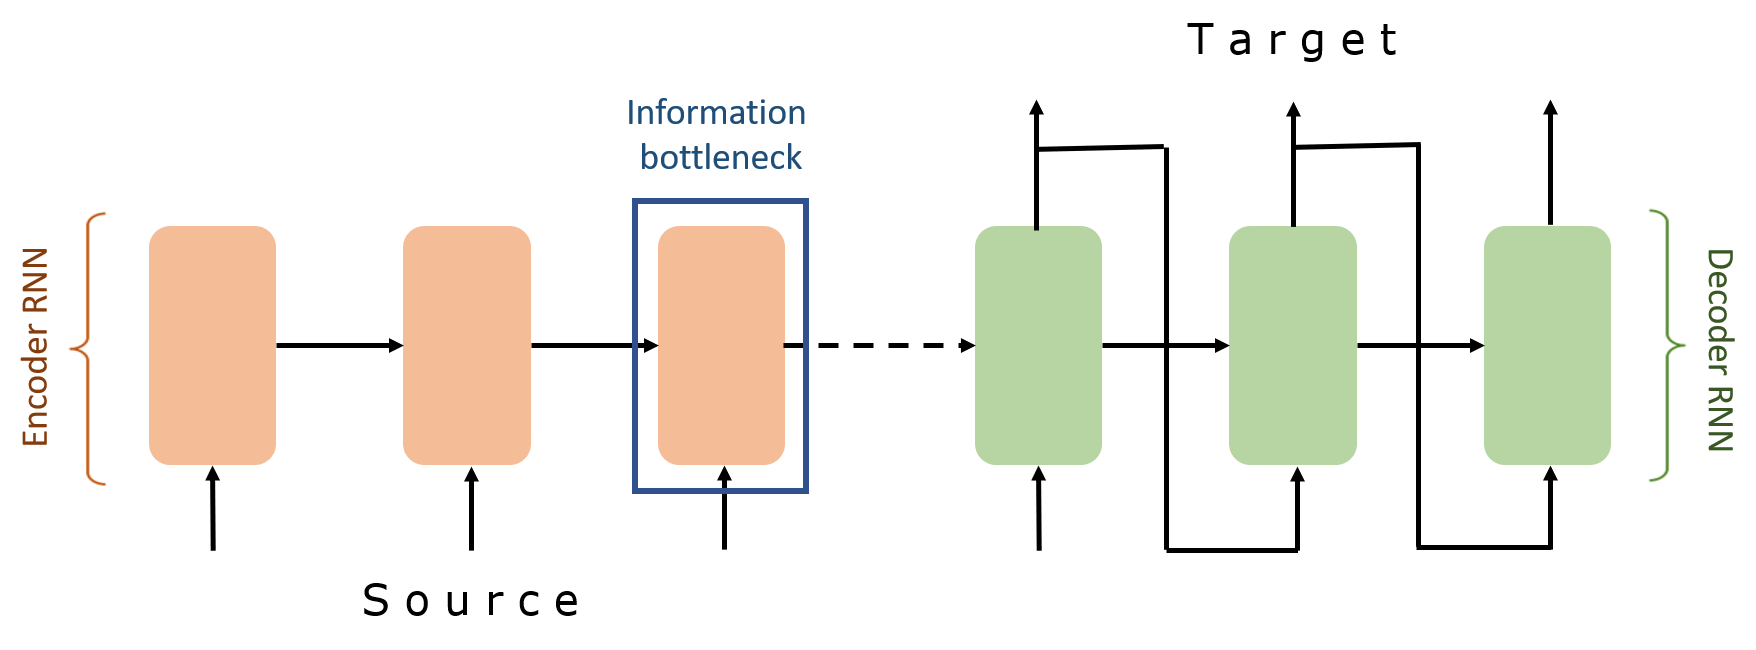 Target
Information
bottleneck
Encoder RNN
Decoder RNN
Source